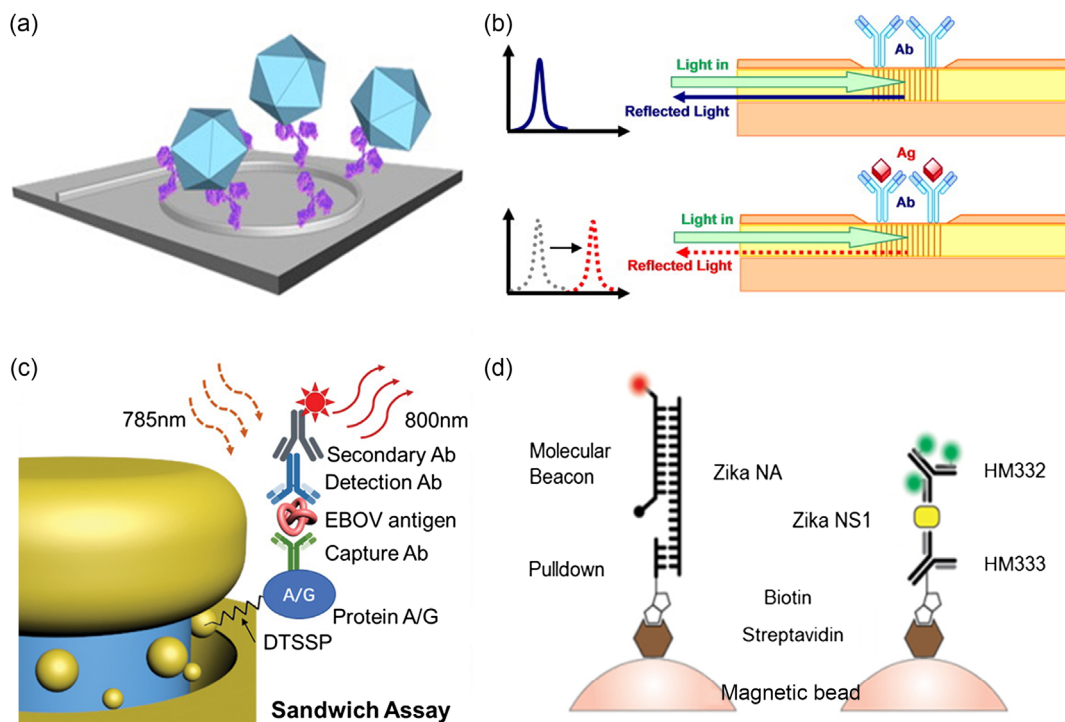 (a)
(b)
Ab
Light in
Reflected Light
Ag
Ab
Light in
Reflected Light
(c)
785nm
800nm
Secondary Ab
Detection Ab
EBOV antigen
Capture Ab
A/G
Protein A/G
DTSSP
Sandwich Assay
(d)
Molecular
Beacon
Zika NA
HM332
Zika NS1
Pulldown
HM333
Biotin
Streptavidin
Magnetic bead